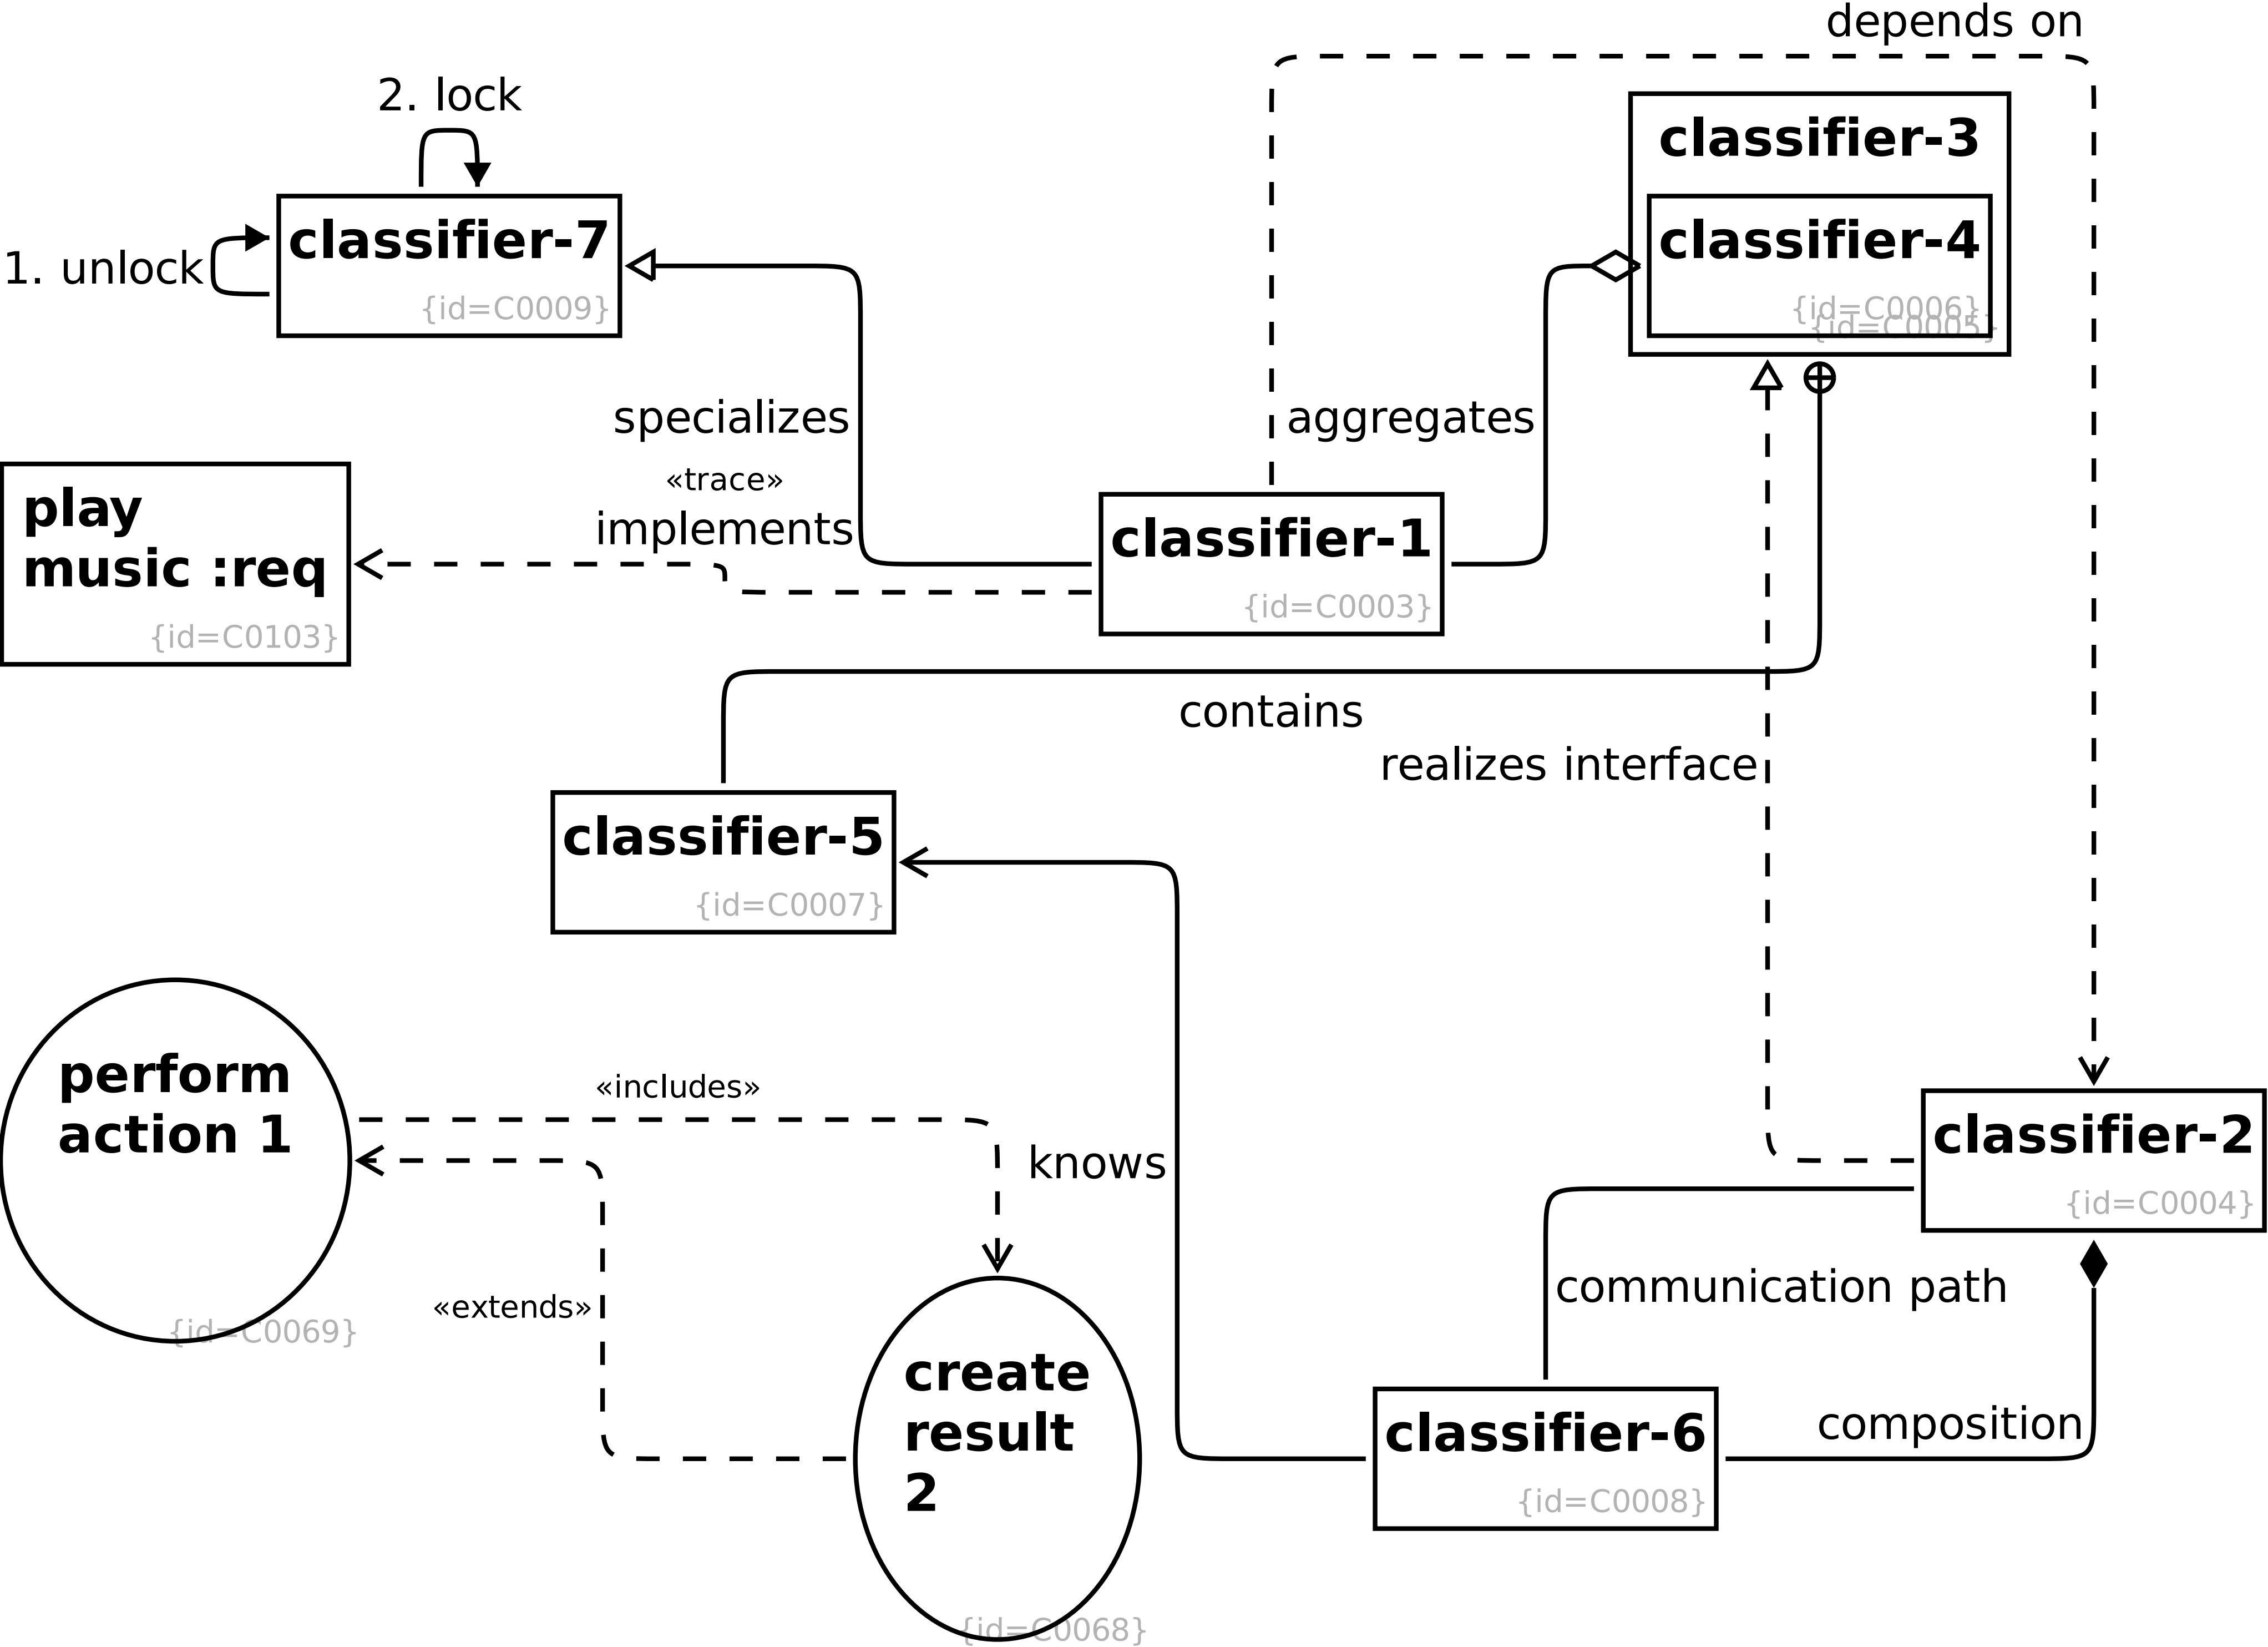 depends on
2. lock
classifier-3
classifier-7
classifier-4
1. unlock
{id=C0009}
{id=C0006}
{id=C0005}
specializes
aggregates
«trace»
implements
play
music :req
{id=C0103}
classifier-1
{id=C0003}
contains
realizes interface
classifier-5
{id=C0007}
perform
action 1
{id=C0069}
«includes»
knows
classifier-2
{id=C0004}
«extends»
communication path
create
result
2
{id=C0068}
composition
classifier-6
{id=C0008}